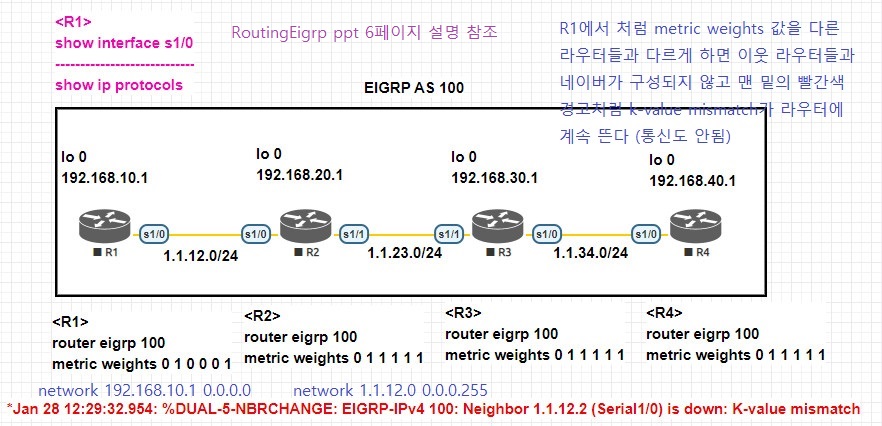 <R1>
show interface s1/0
----------------------------
show ip protocols
RoutingEigrp ppt 6페이지 설명 참조
R1에서 처럼 metric weights 값을 다른
라우터들과 다르게 하면 이웃 라우터들과
네이버가 구성되지 않고 맨 밑의 빨간색
경고처럼 k-value mismatch가 라우터에
계속 뜬다 (통신도 안됨)
EIGRP AS 100
lo 0
192.168.10.1
lo 0
192.168.20.1
lo 0
192.168.30.1
lo 0
192.168.40.1
s1/0
s1/0
s1/1
s1/1
s1/0
s1/0
R1
1.1.12.0/24
R2
1.1.23.0/24
R3
1.1.34.0/24
R4
<R1>
router eigrp 100
metric weights 0 1 0 0 0 1
<R2>
router eigrp 100
metric weights 0 1 1 1 1 1
<R3>
router eigrp 100
metric weights 0 1 1 1 1 1
<R4>
router eigrp 100
metric weights 0 1 1 1 1 1
network 192.168.10.1 0.0.0.0
network 1.1.12.0 0.0.0.255
*Jan 28 12:29:32.954: %DUAL-5-NBRCHANGE: EIGRP-IPv4 100: Neighbor 1.1.12.2 (Serial1/0) is down: K-value mismatch